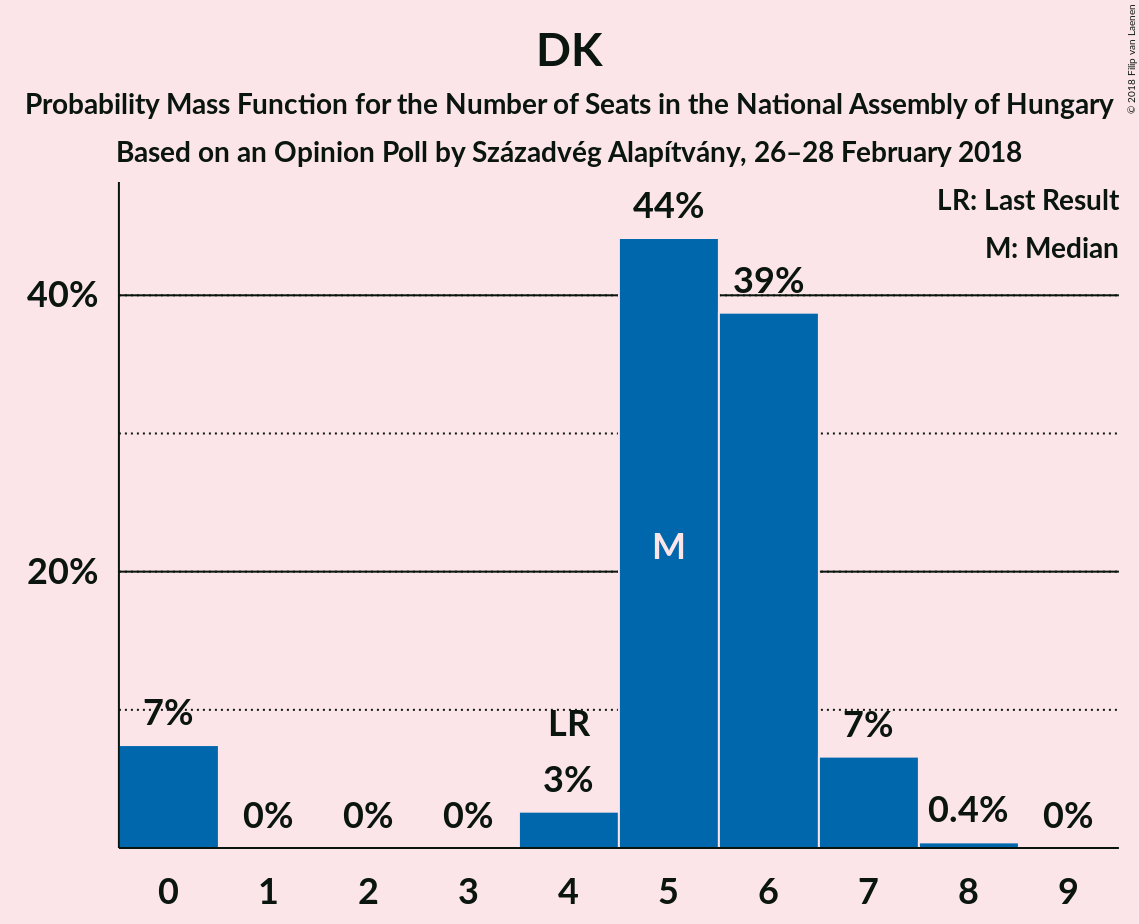 DK
Probability Mass Function for the Number of Seats in the National Assembly of Hungary
Based on an Opinion Poll by Századvég Alapítvány, 26–28 February 2018
© 2018 Filip van Laenen
LR: Last Result
M: Median
44%
39%
40%
M
20%
7%
LR
7%
3%
0%
0%
0%
0.4%
0%
0 1 2 3 4 5 6 7 8 9